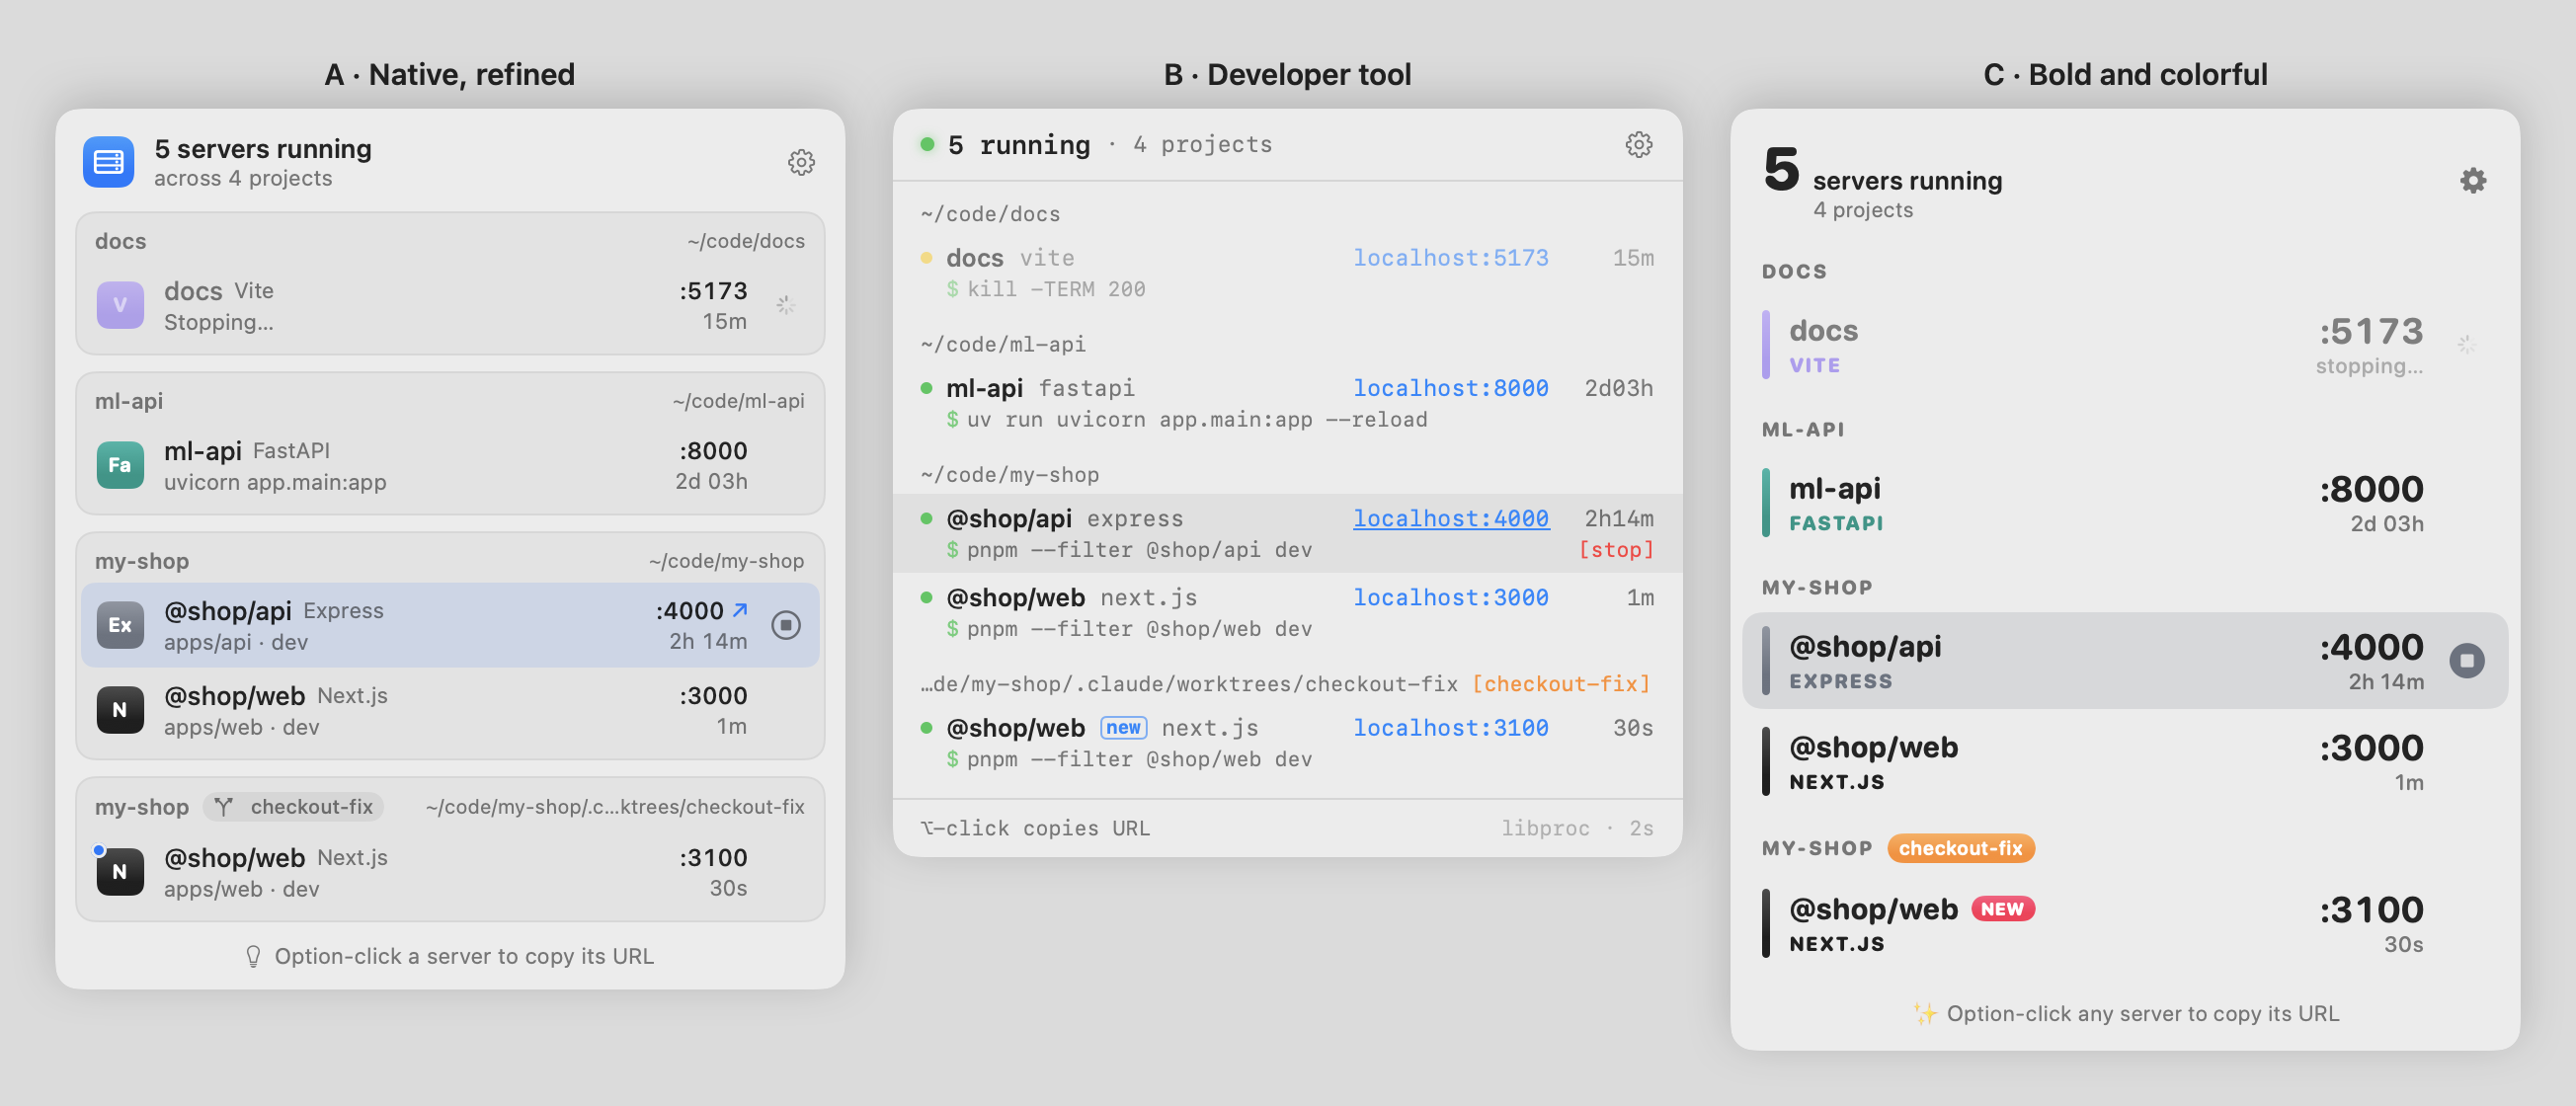 A · Native, refined
5 servers running
across 4 projects
docs ~/code/docs
V docs Vite :5173
Stopping... 15m
ml-api ~/code/ml-api
Fa ml-api FastAPI :8000
uvicorn app.main:app 2d 03h
my-shop ~/code/my-shop
Ex @shop/api Express :4000
apps/api · dev 2h 14m
N @shop/web Next.js :3000
apps/web · dev 1m
my-shop checkout-fix ~/code/my-shop/.c...ktrees/checkout-fix
N @shop/web Next.js :3100
apps/web · dev 30s
Option-click a server to copy its URL
B · Developer tool
5 running · 4 projects
~/code/docs
docs vite localhost:5173 15m
$ kill -TERM 200
~/code/ml-api
ml-api fastapi localhost:8000 2d03h
$ uv run uvicorn app.main:app --reload
~/code/my-shop
@shop/api express localhost:4000 2h14m
$ pnpm --filter @shop/api dev [stop]
@shop/web next.js localhost:3000 1m
$ pnpm --filter @shop/web dev
…de/my-shop/.claude/worktrees/checkout-fix [checkout-fix]
@shop/web new next.js localhost:3100 30s
$ pnpm --filter @shop/web dev
⌥-click copies URL libproc · 2s
C · Bold and colorful
5 servers running
4 projects
DOCS
docs :5173
VITE stopping...
ML-API
ml-api :8000
FASTAPI 2d 03h
MY-SHOP
@shop/api :4000
EXPRESS 2h 14m
@shop/web :3000
NEXT.JS 1m
MY-SHOP checkout-fix
@shop/web NEW :3100
NEXT.JS 30s
✨ Option-click any server to copy its URL